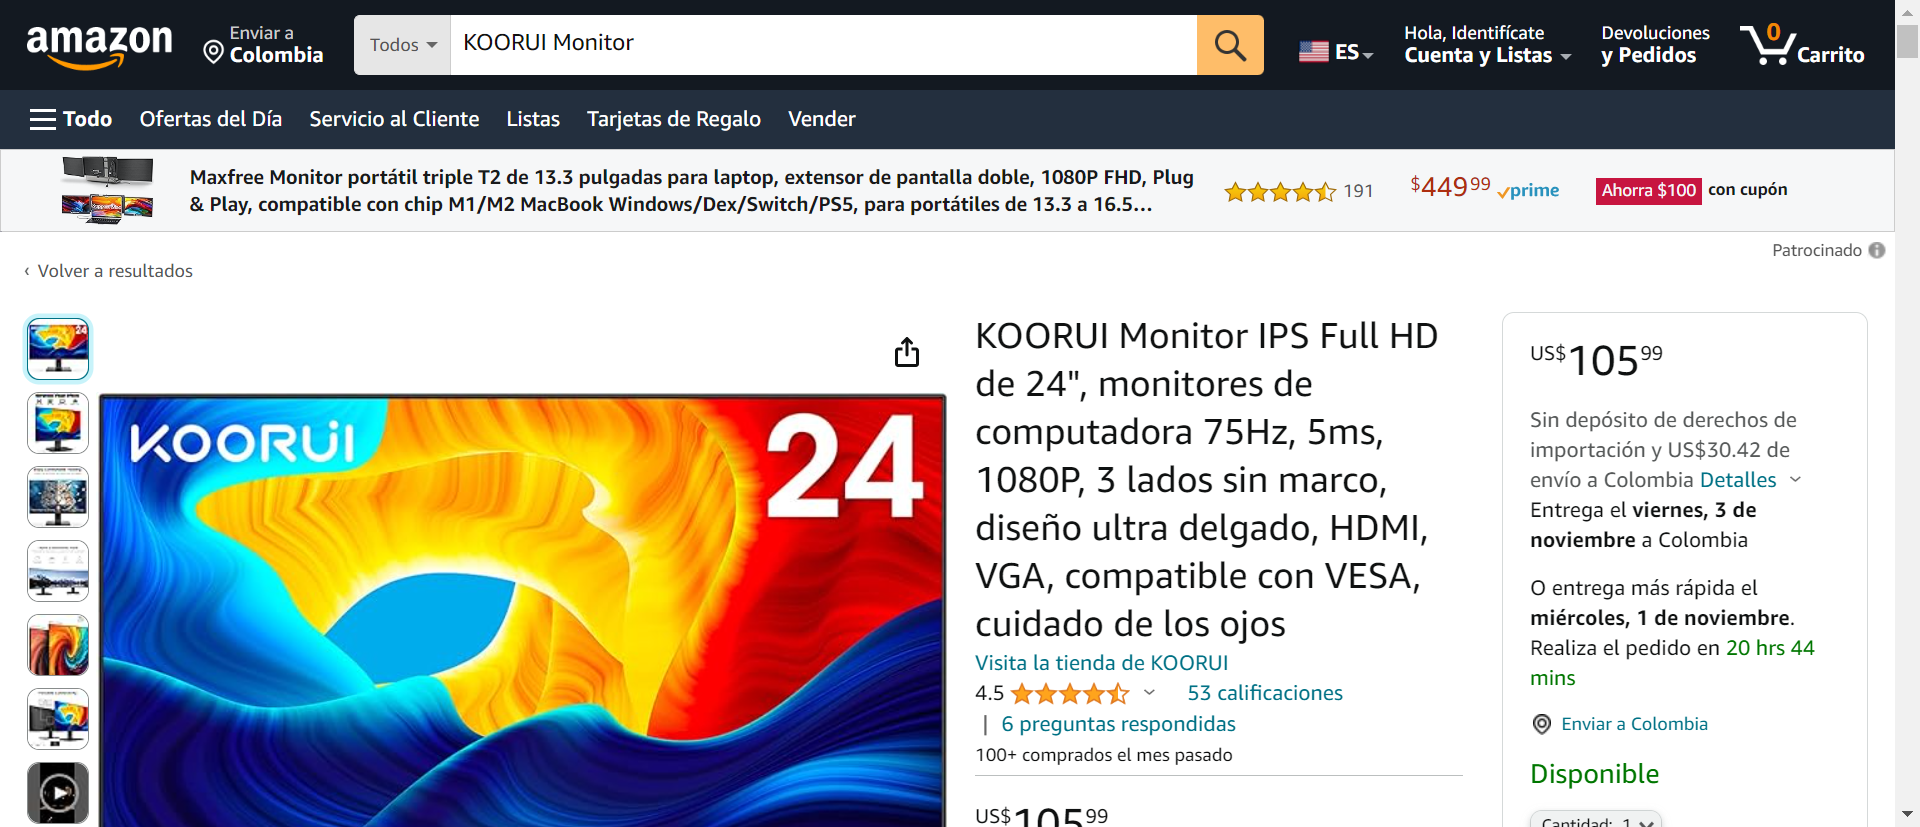 amazon
Enviar a
Colombia
Todos
KOORUI Monitor
ES
Hola, Identifícate
Cuenta y Listas
Devoluciones
y Pedidos
0
Carrito
Todo
Ofertas del Día
Servicio al Cliente
Listas
Tarjetas de Regalo
Vender
Maxfree Monitor portátil triple T2 de 13.3 pulgadas para laptop, extensor de pantalla doble, 1080P FHD, Plug
& Play, compatible con chip M1/M2 MacBook Windows/Dex/Switch/PS5, para portátiles de 13.3 a 16.5...
191
$44999
prime
Ahorra $100
con cupón
Patrocinado
‹ Volver a resultados
24
KOORUI
24
KOORUI Monitor IPS Full HD
de 24", monitores de
computadora 75Hz, 5ms,
1080P, 3 lados sin marco,
diseño ultra delgado, HDMI,
VGA, compatible con VESA,
cuidado de los ojos
Visita la tienda de KOORUI
4.5
53 calificaciones
| 6 preguntas respondidas
100+ comprados el mes pasado
US$10599
US$10599
Sin depósito de derechos de
importación y US$30.42 de
envío a Colombia Detalles
Entrega el viernes, 3 de
noviembre a Colombia
O entrega más rápida el
miércoles, 1 de noviembre.
Realiza el pedido en 20 hrs 44
mins
Enviar a Colombia
Disponible
Cantidad: 1